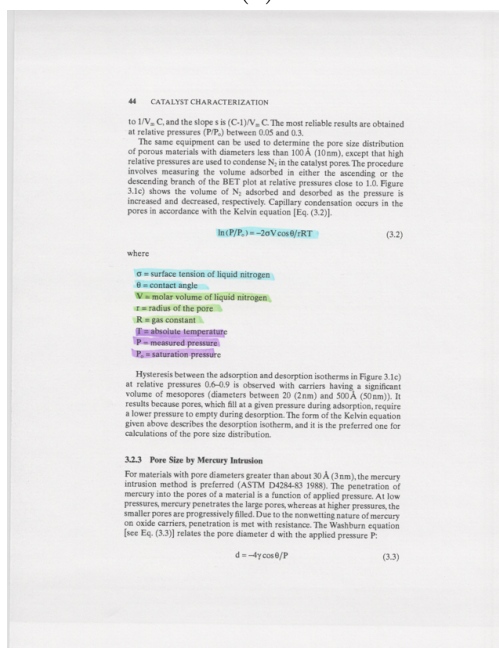 44 CATALYST CHARACTERIZATION
to 1/Vₘ C, and the slope s is (C-1)/Vₘ C. The most reliable results are obtained
at relative pressures (P/Pₒ) between 0.05 and 0.3.
The same equipment can be used to determine the pore size distribution
of porous materials with diameters less than 100 Å (10 nm), except that high
relative pressures are used to condense N₂ in the catalyst pores. The procedure
involves measuring the volume adsorbed in either the ascending or the
descending branch of the BET plot at relative pressures close to 1.0. Figure
3.1c) shows the volume of N₂ adsorbed and desorbed as the pressure is
increased and decreased, respectively. Capillary condensation occurs in the
pores in accordance with the Kelvin equation [Eq. (3.2)].
ln(P/Pₒ) = -2σV cos θ/rRT (3.2)
where
σ = surface tension of liquid nitrogen
θ = contact angle
V = molar volume of liquid nitrogen
r = radius of the pore
R = gas constant
T = absolute temperature
P = measured pressure
Pₒ = saturation pressure
Hysteresis between the adsorption and desorption isotherms in Figure 3.1c)
at relative pressures 0.6-0.9 is observed with carriers having a significant
volume of mesopores (diameters between 20 (2 nm) and 500 Å (50 nm)). It
results because pores, which fill at a given pressure during adsorption, require
a lower pressure to empty during desorption. The form of the Kelvin equation
given above describes the desorption isotherm, and it is the preferred one for
calculations of the pore size distribution.
3.2.3 Pore Size by Mercury Intrusion
For materials with pore diameters greater than about 30 Å (3 nm), the mercury
intrusion method is preferred (ASTM D4284-83 1988). The penetration of
mercury into the pores of a material is a function of applied pressure. At low
pressures, mercury penetrates the large pores, whereas at higher pressures, the
smaller pores are progressively filled. Due to the nonwetting nature of mercury
on oxide carriers, penetration is met with resistance. The Washburn equation
[see Eq. (3.3)] relates the pore diameter d with the applied pressure P:
d = -4γ cos θ/P (3.3)